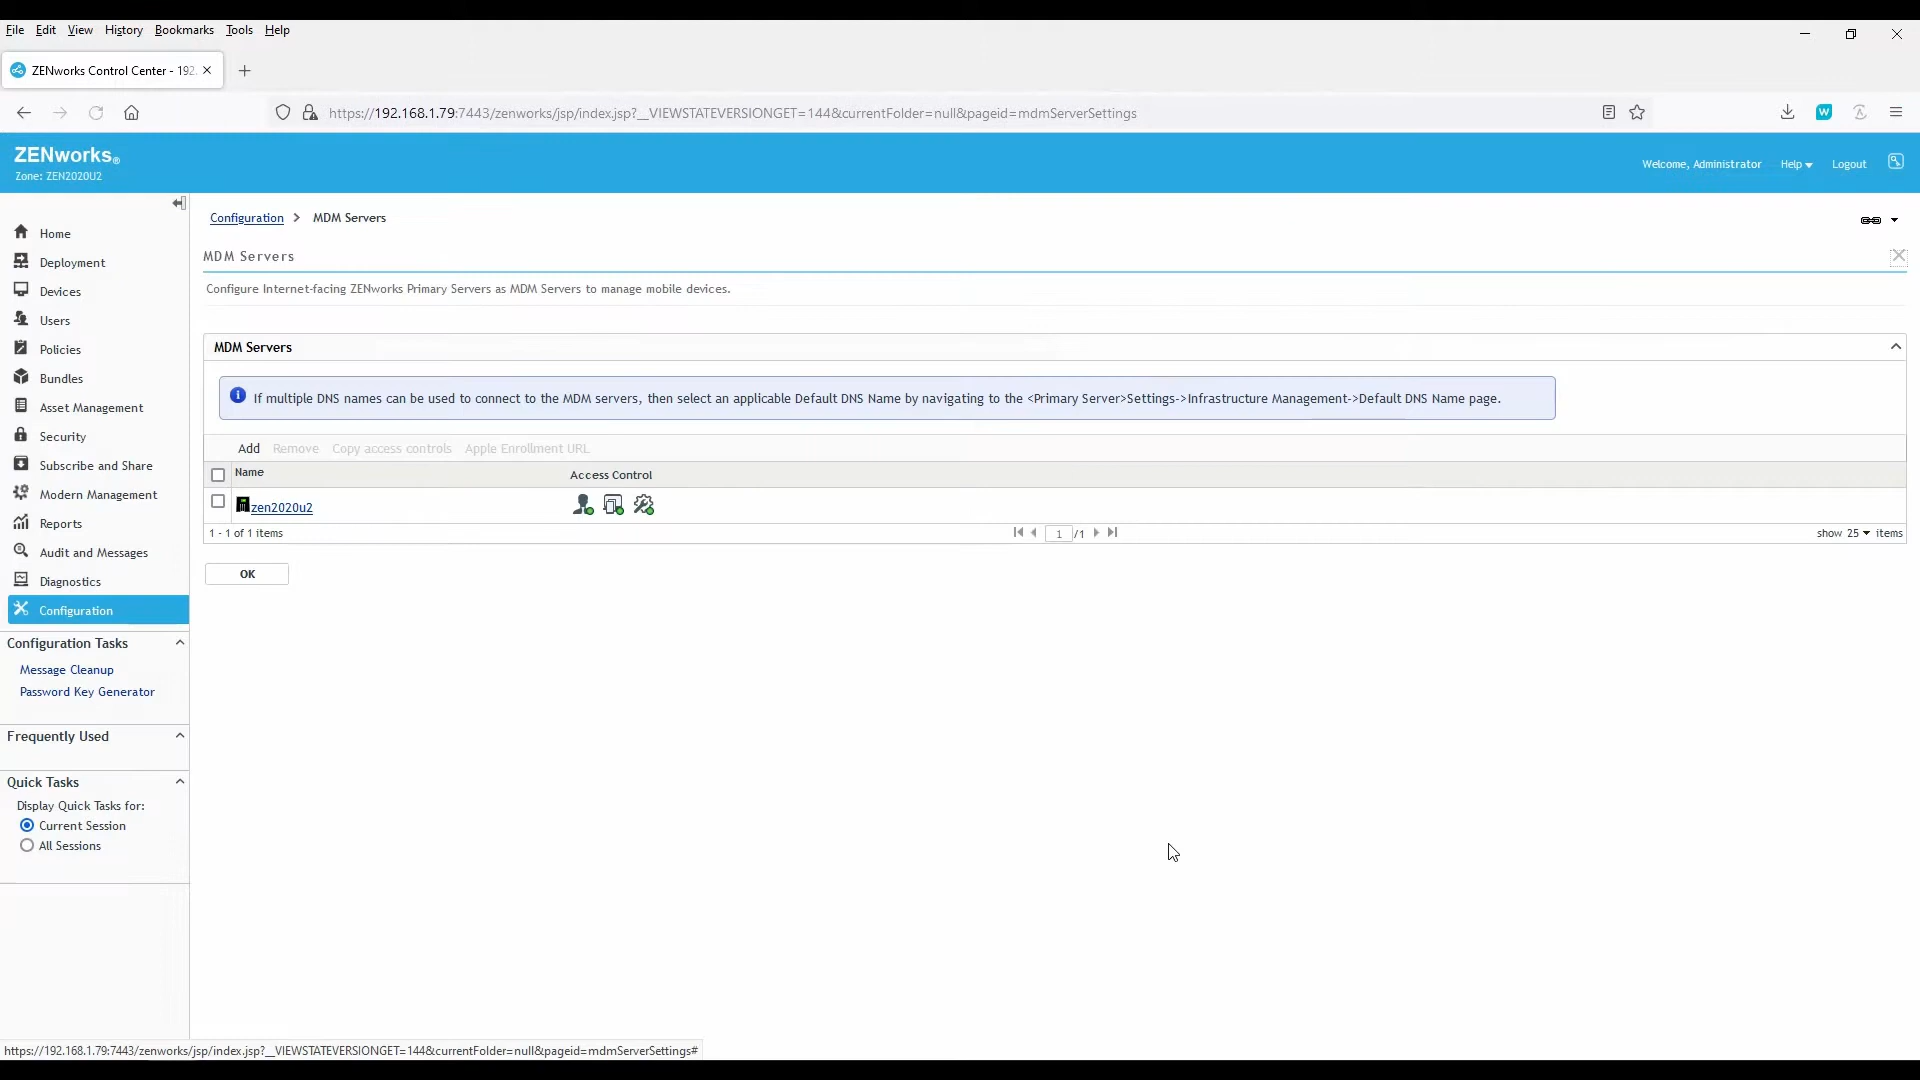 File Edit View History Bookmarks Tools Help
ZENworks Control Center - 192.
https://192.168.1.79:7443/zenworks/jsp/index.jsp?__VIEWSTATEVERSIONGET=144&currentFolder=null&pageid=mdmServerSettings
W
ZENworks®
Zone: ZEN2020U2
Welcome, Administrator Help Logout
Configuration > MDM Servers
Home
Deployment
Devices
Users
Policies
Bundles
Asset Management
Security
Subscribe and Share
Modern Management
Reports
Audit and Messages
Diagnostics
Configuration
Configuration Tasks
Message Cleanup
Password Key Generator
Frequently Used
Quick Tasks
Display Quick Tasks for:
Current Session
All Sessions
MDM Servers
Configure Internet-facing ZENworks Primary Servers as MDM Servers to manage mobile devices.
MDM Servers
If multiple DNS names can be used to connect to the MDM servers, then select an applicable Default DNS Name by navigating to the <Primary Server>Settings->Infrastructure Management->Default DNS Name page.
Add Remove Copy access controls Apple Enrollment URL
Name Access Control
zen2020u2
1 - 1 of 1 items 1 /1 show 25 items
OK
https://192.168.1.79:7443/zenworks/jsp/index.jsp?__VIEWSTATEVERSIONGET=144&currentFolder=null&pageid=mdmServerSettings#